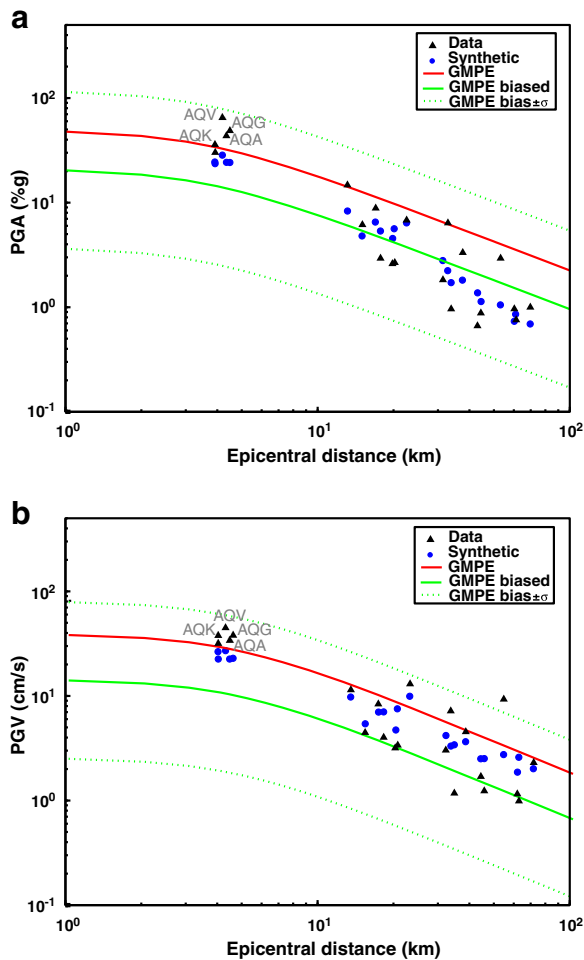 a
Data
Synthetic
GMPE
GMPE biased
GMPE bias±σ
AQV
AQG
AQK
AQA
PGA (%g)
10²
10¹
10⁰
10⁻¹
10⁰
10¹
10²
Epicentral distance (km)
b
Data
Synthetic
GMPE
GMPE biased
GMPE bias±σ
AQV
AQK
AQG
AQA
PGV (cm/s)
10²
10¹
10⁰
10⁻¹
10⁰
10¹
10²
Epicentral distance (km)